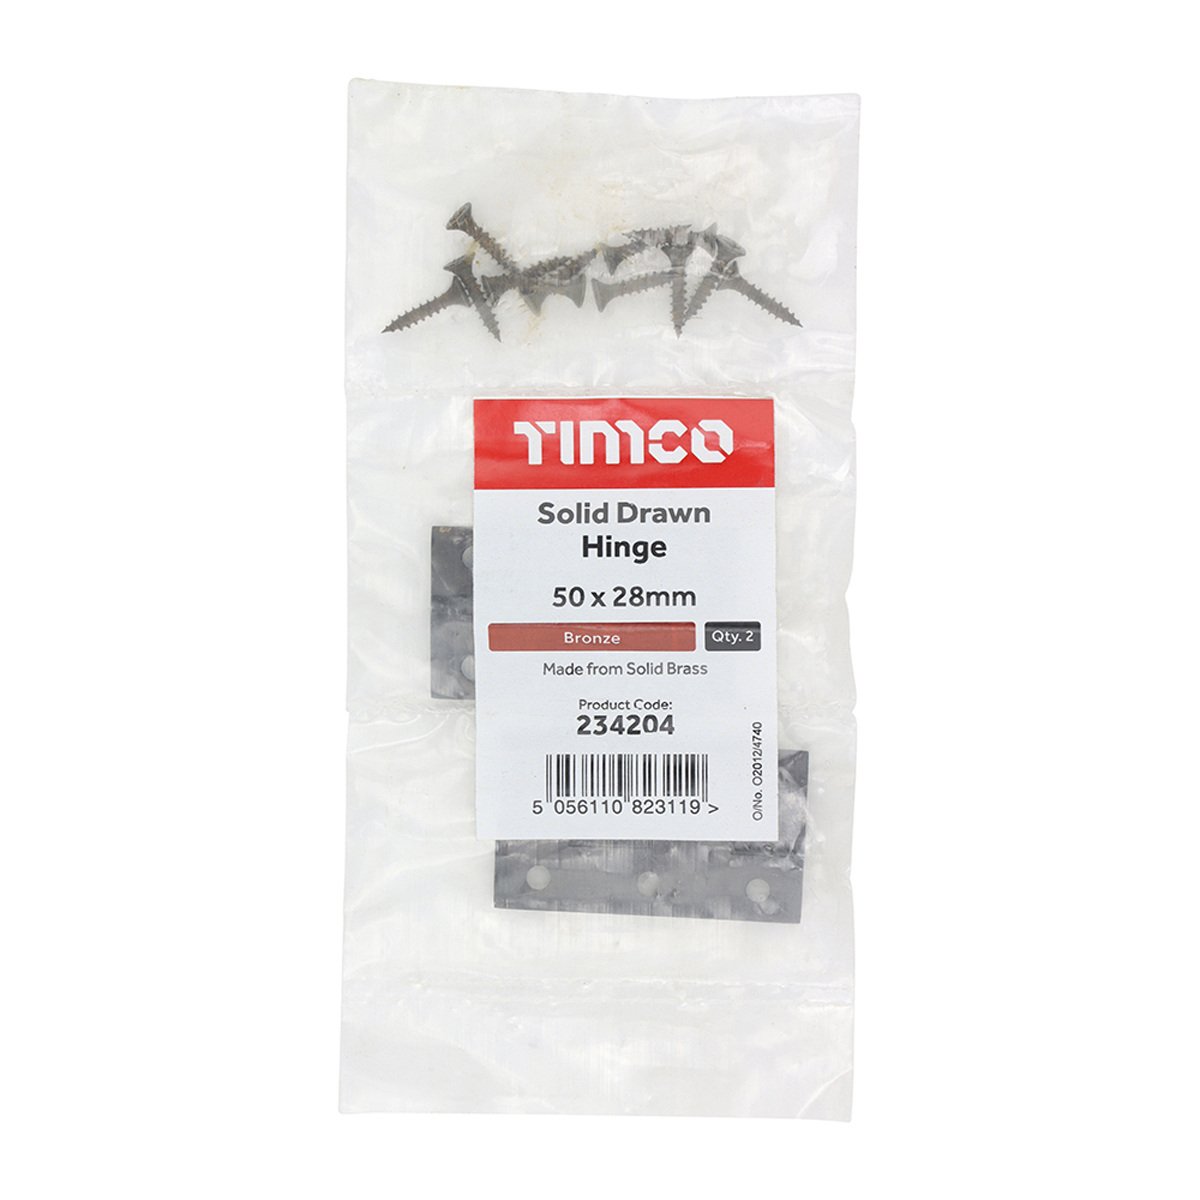 TIMCO
Solid Drawn
Hinge
50 x 28mm
Bronze
Qty. 2
Made from Solid Brass
Product Code:
234204
5 056110 823119 >
O/No. O2012/4740